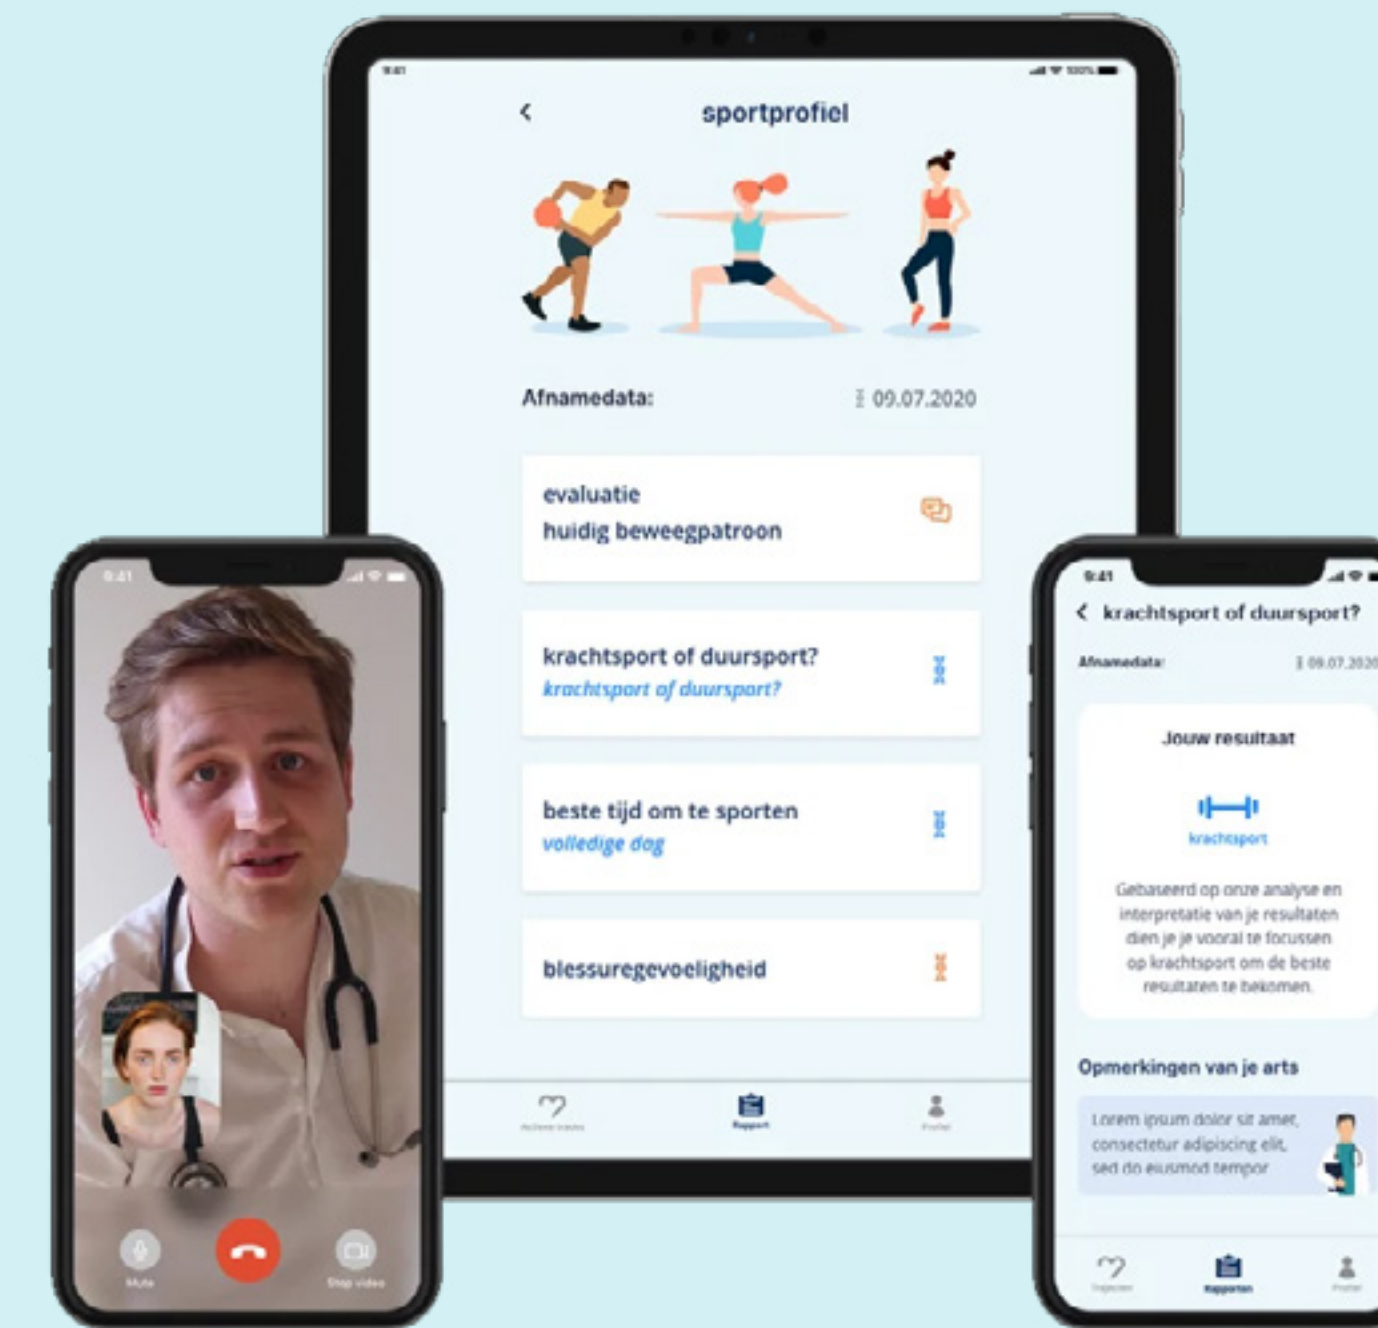 9:41
100%
sportprofiel
Afnamedata:
09.07.2020
evaluatie
huidig beweegpatroon
krachtsport of duursport?
krachtsport of duursport?
beste tijd om te sporten
volledige dag
blessuregevoeligheid
Rapport
Profiel
9:41
Mute
Stop video
9:41
krachtsport of duursport?
Afnamedata:
09.07.2020
Jouw resultaat
krachtsport
Gebaseerd op onze analyse en
interpretatie van je resultaten
dien je je vooral te focussen
op krachtsport om de beste
resultaten te bekomen.
Opmerkingen van je arts
Lorem ipsum dolor sit amet,
consectetur adipiscing elit,
sed do eiusmod tempor
Trajecten
Rapporten
Profiel